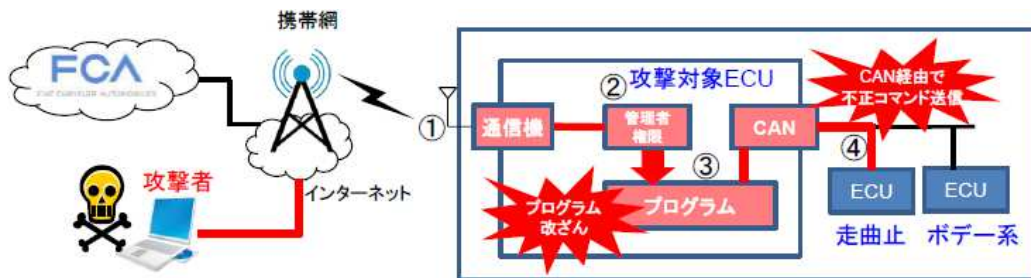 携帯網
FCA
FIAT CHRYSLER AUTOMOBILES
攻撃者
インターネット
①
通信機
攻撃対象ECU
②
管理者
権限
③
プログラム
プログラム
改ざん
CAN
CAN経由で
不正コマンド送信
④
ECU
走曲止
ECU
ボデー系